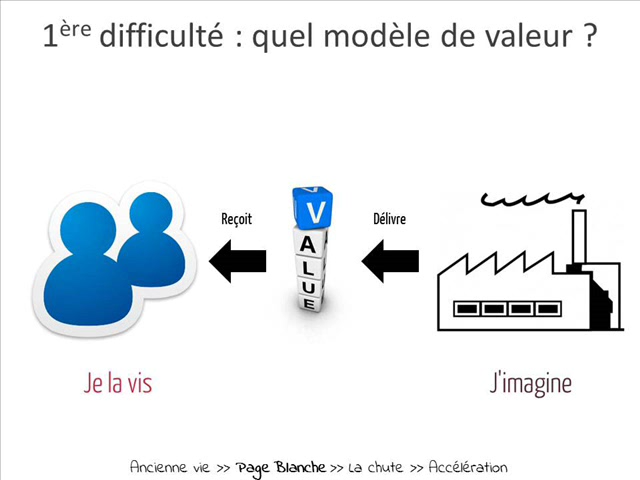 1ère difficulté : quel modèle de valeur ?
Reçoit
VALUE
Délivre
Je la vis
J'imagine
Ancienne vie >> Page Blanche >> La chute >> Accélération